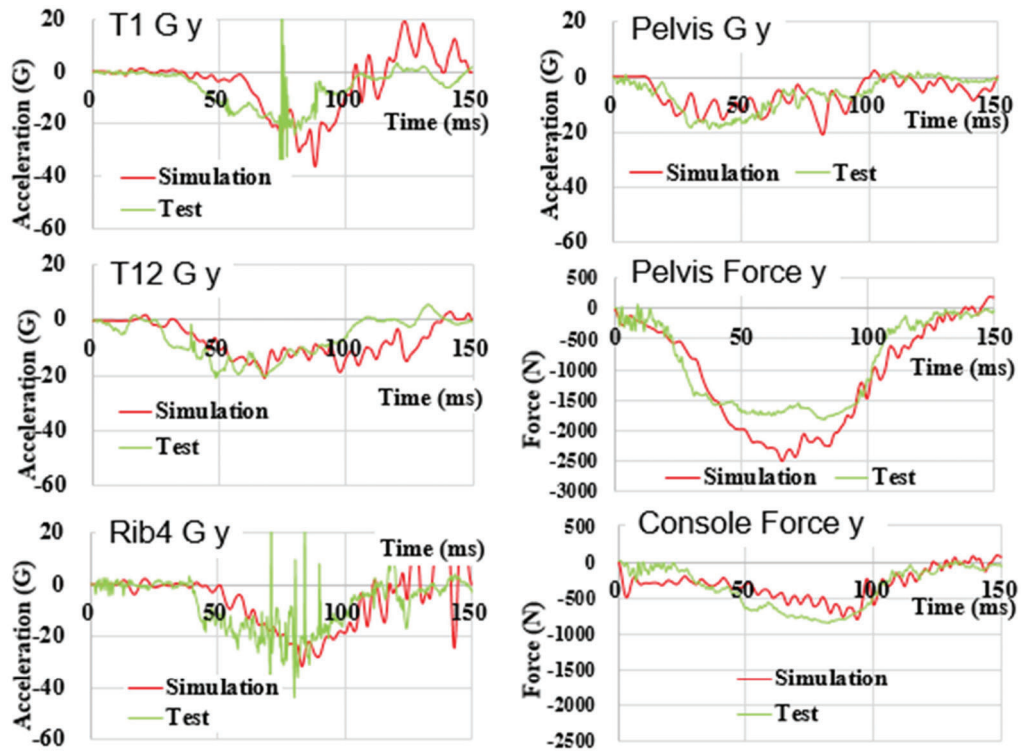 T1 G y
20
0
-20
-40
-60
0
50
100
150
Time (ms)
Acceleration (G)
Simulation
Test
Pelvis G y
20
0
-20
-40
-60
0
50
100
150
Time (ms)
Acceleration (G)
Simulation
Test
T12 G y
20
0
-20
-40
-60
0
50
100
150
Time (ms)
Acceleration (G)
Simulation
Test
Pelvis Force y
500
0
-500
-1000
-1500
-2000
-2500
-3000
0
50
100
150
Time (ms)
Force (N)
Simulation
Test
Rib4 G y
20
0
-20
-40
-60
0
50
100
150
Time (ms)
Acceleration (G)
Simulation
Test
Console Force y
500
0
-500
-1000
-1500
-2000
-2500
0
50
100
150
Time (ms)
Force (N)
Simulation
Test